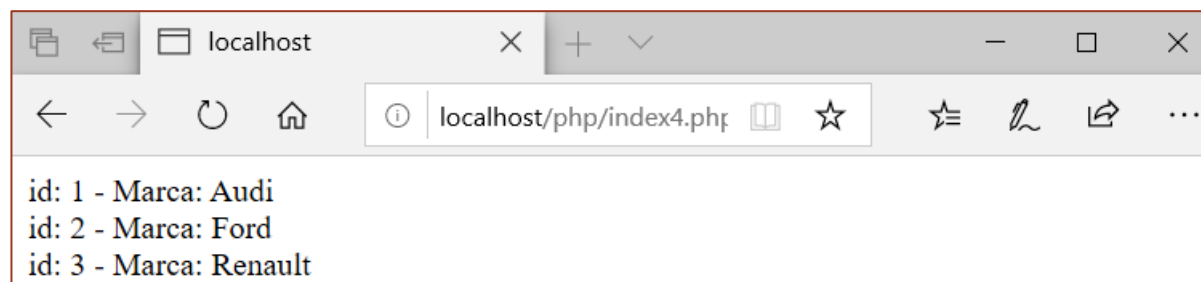 localhost
localhost/php/index4.php
id: 1 - Marca: Audi
id: 2 - Marca: Ford
id: 3 - Marca: Renault